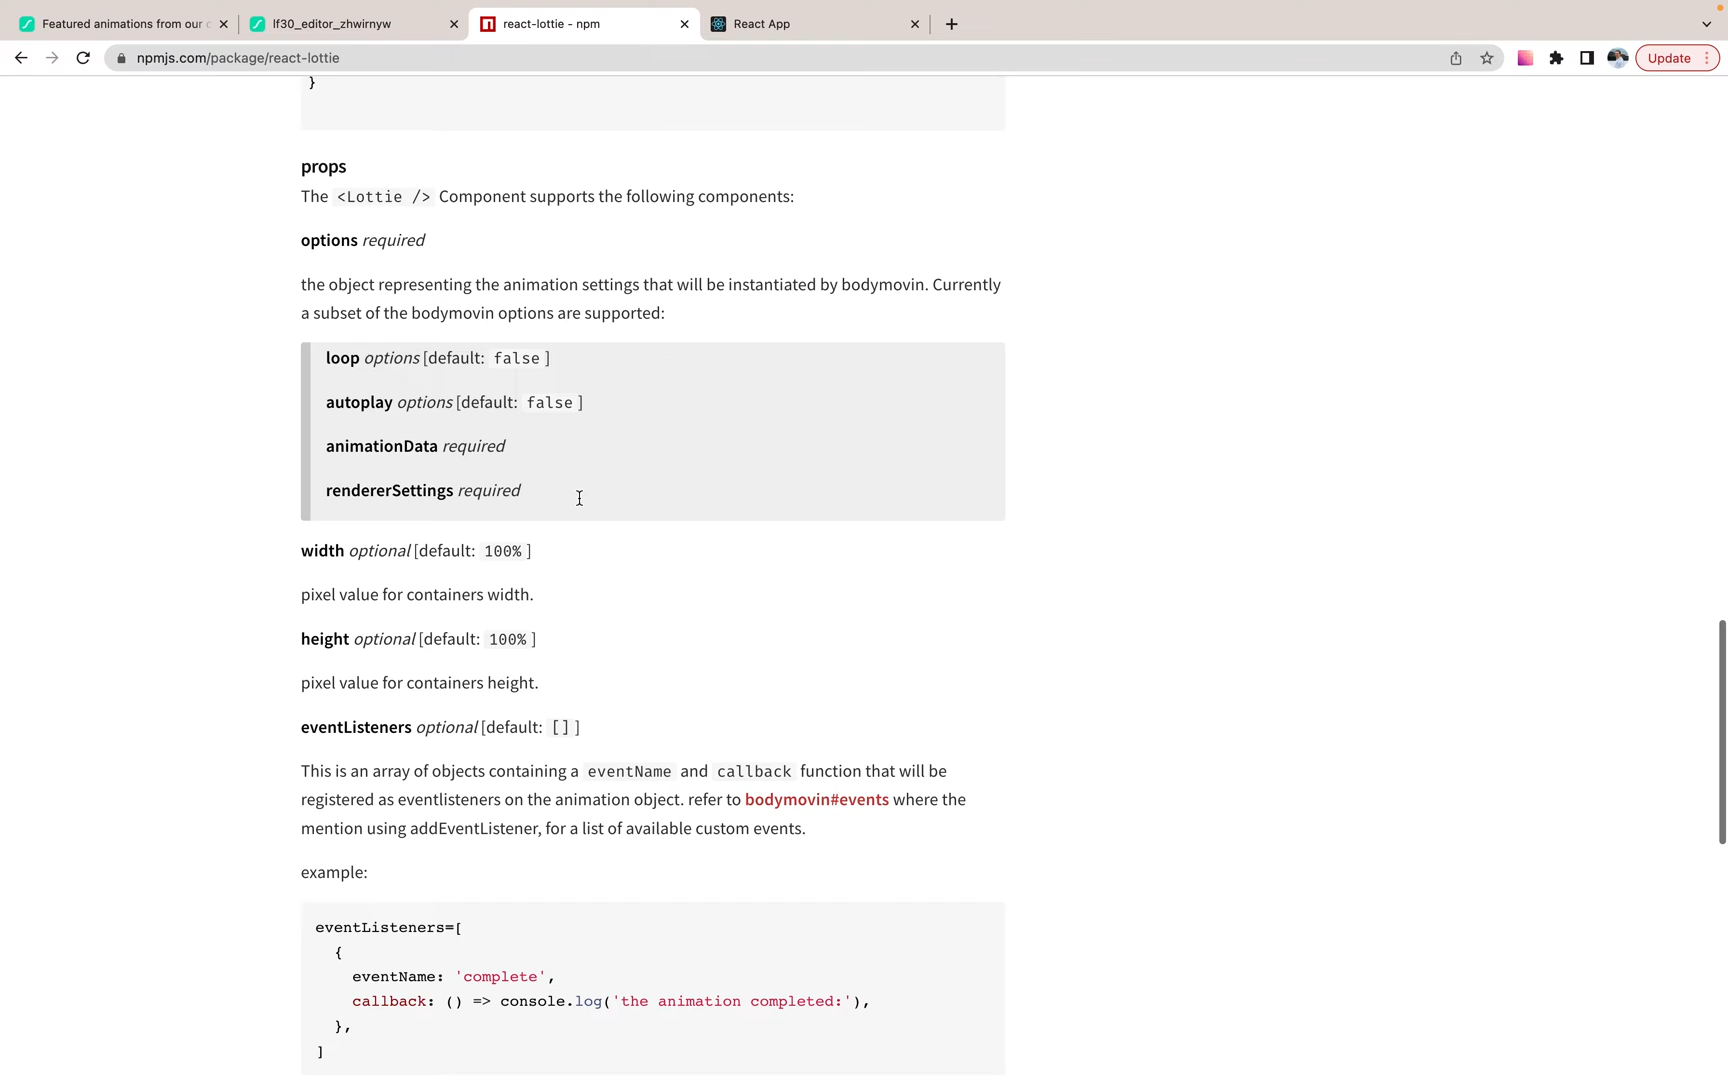 Featured animations from our c
lf30_editor_zhwirnyw
react-lottie - npm
React App
npmjs.com/package/react-lottie
Update
}
props
The <Lottie /> Component supports the following components:
options required
the object representing the animation settings that will be instantiated by bodymovin. Currently
a subset of the bodymovin options are supported:
loop options [default: false ]
autoplay options [default: false ]
animationData required
rendererSettings required
width optional [default: 100% ]
pixel value for containers width.
height optional [default: 100% ]
pixel value for containers height.
eventListeners optional [default: [] ]
This is an array of objects containing a eventName and callback function that will be
registered as eventlisteners on the animation object. refer to bodymovin#events where the
mention using addEventListener, for a list of available custom events.
example:
eventListeners=[
{
eventName: 'complete',
callback: () => console.log('the animation completed:'),
},
]